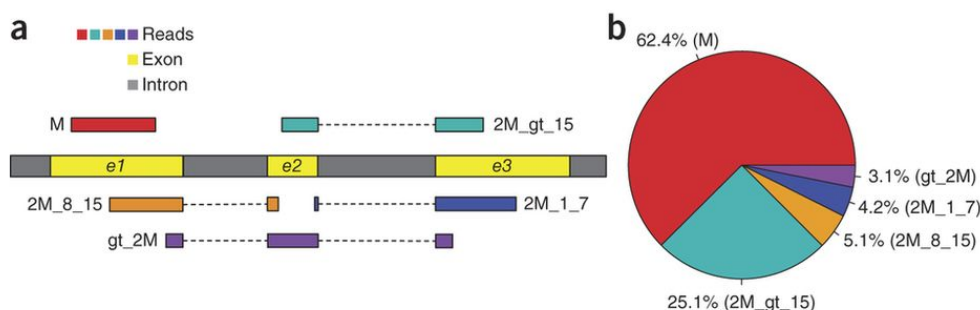 a
Reads
Exon
Intron
M
2M_gt_15
e1
e2
e3
2M_8_15
2M_1_7
gt_2M
b
62.4% (M)
3.1% (gt_2M)
4.2% (2M_1_7)
5.1% (2M_8_15)
25.1% (2M_gt_15)